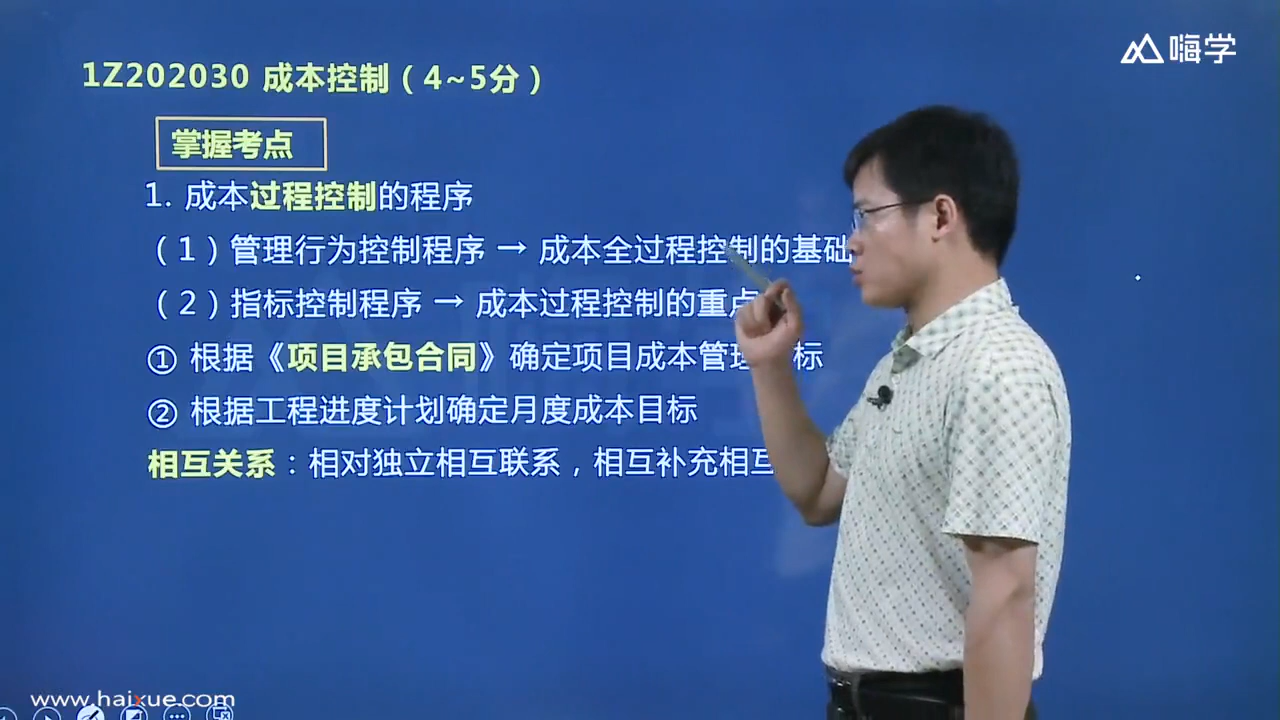 嗨学
1Z202030 成本控制（4~5分）
掌握考点
1. 成本过程控制的程序
（1）管理行为控制程序 → 成本全过程控制的基础
（2）指标控制程序 → 成本过程控制的重点
① 根据《项目承包合同》确定项目成本管理 标
② 根据工程进度计划确定月度成本目标
相互关系：相对独立相互联系，相互补充相互
www.haixue.com